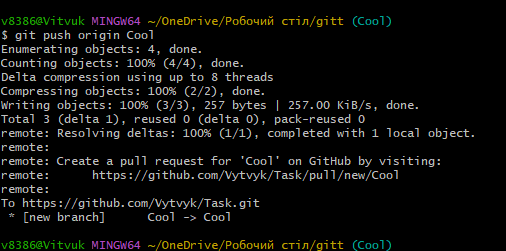 v8386@Vitvuk MINGW64 ~/OneDrive/Робочий стіл/gitt (Cool)
$ git push origin Cool
Enumerating objects: 4, done.
Counting objects: 100% (4/4), done.
Delta compression using up to 8 threads
Compressing objects: 100% (2/2), done.
Writing objects: 100% (3/3), 257 bytes | 257.00 KiB/s, done.
Total 3 (delta 1), reused 0 (delta 0), pack-reused 0
remote: Resolving deltas: 100% (1/1), completed with 1 local object.
remote:
remote: Create a pull request for 'Cool' on GitHub by visiting:
remote:      https://github.com/Vytvyk/Task/pull/new/Cool
remote:
To https://github.com/Vytvyk/Task.git
 * [new branch]      Cool -> Cool
v8386@Vitvuk MINGW64 ~/OneDrive/Робочий стіл/gitt (Cool)